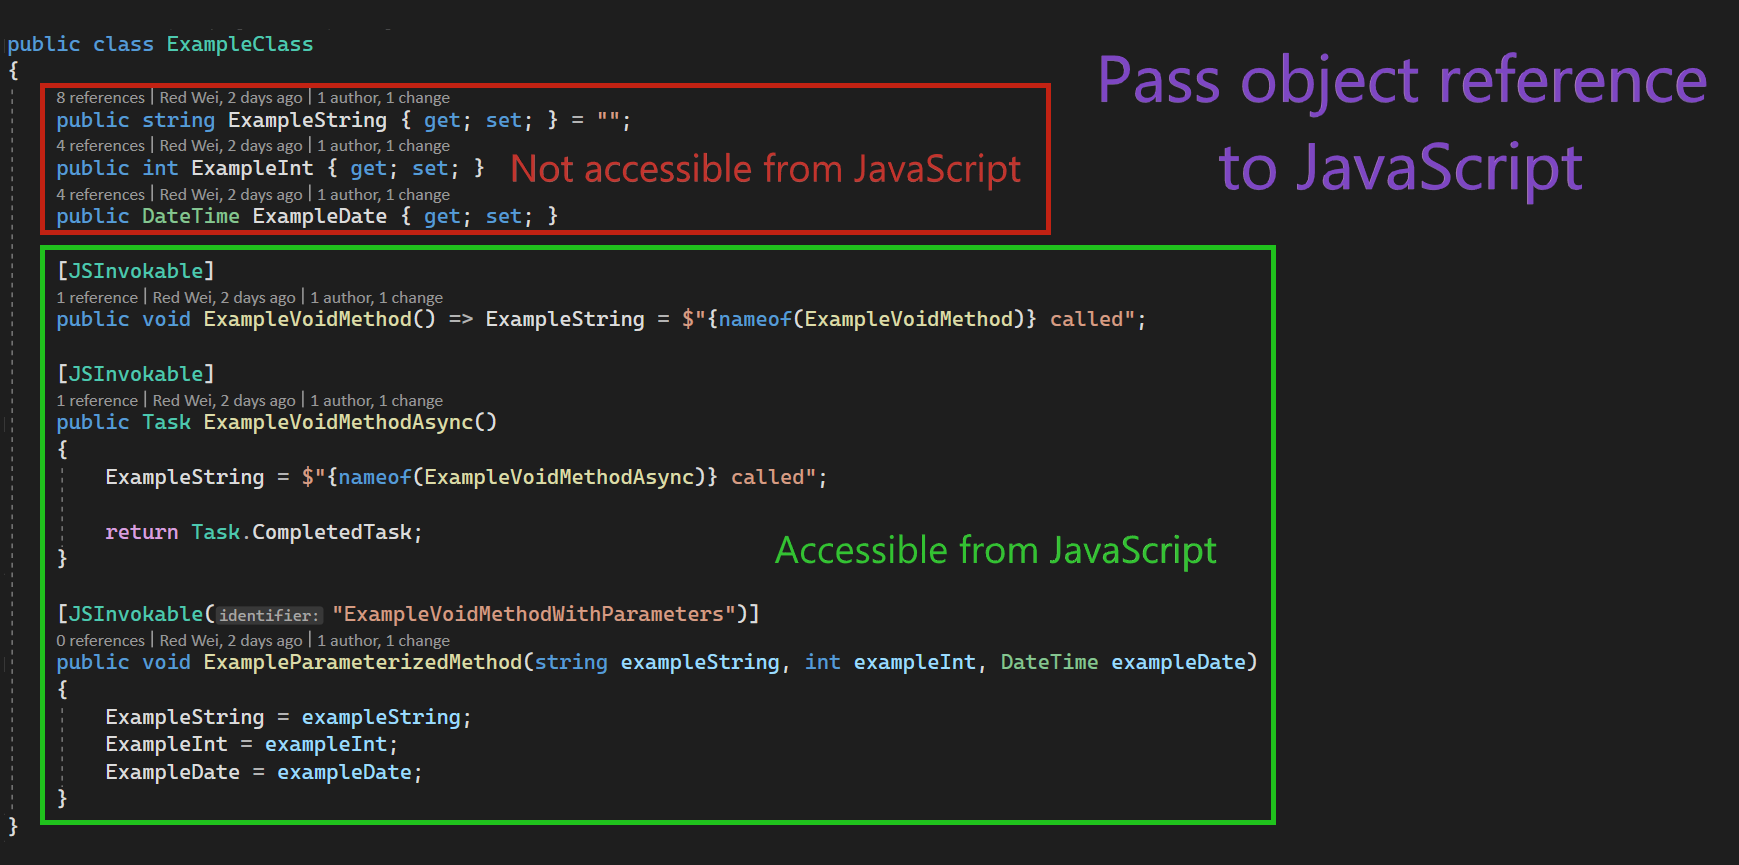 public class ExampleClass
{
Pass object reference
to JavaScript
8 references | Red Wei, 2 days ago | 1 author, 1 change
public string ExampleString { get; set; } = "";
4 references | Red Wei, 2 days ago | 1 author, 1 change
public int ExampleInt { get; set; }
Not accessible from JavaScript
4 references | Red Wei, 2 days ago | 1 author, 1 change
public DateTime ExampleDate { get; set; }
[JSInvokable]
1 reference | Red Wei, 2 days ago | 1 author, 1 change
public void ExampleVoidMethod() => ExampleString = $"{nameof(ExampleVoidMethod)} called";
[JSInvokable]
1 reference | Red Wei, 2 days ago | 1 author, 1 change
public Task ExampleVoidMethodAsync()
{
ExampleString = $"{nameof(ExampleVoidMethodAsync)} called";
return Task.CompletedTask;
}
Accessible from JavaScript
[JSInvokable(identifier: "ExampleVoidMethodWithParameters")]
0 references | Red Wei, 2 days ago | 1 author, 1 change
public void ExampleParameterizedMethod(string exampleString, int exampleInt, DateTime exampleDate)
{
ExampleString = exampleString;
ExampleInt = exampleInt;
ExampleDate = exampleDate;
}
}